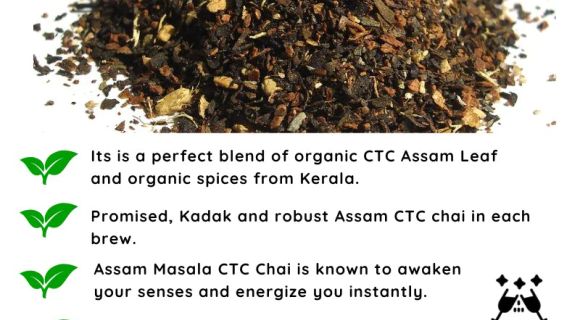 Its is a perfect blend of organic CTC Assam Leaf
and organic spices from Kerala.
Promised, Kadak and robust Assam CTC chai in each
brew.
Assam Masala CTC Chai is known to awaken
your senses and energize you instantly.